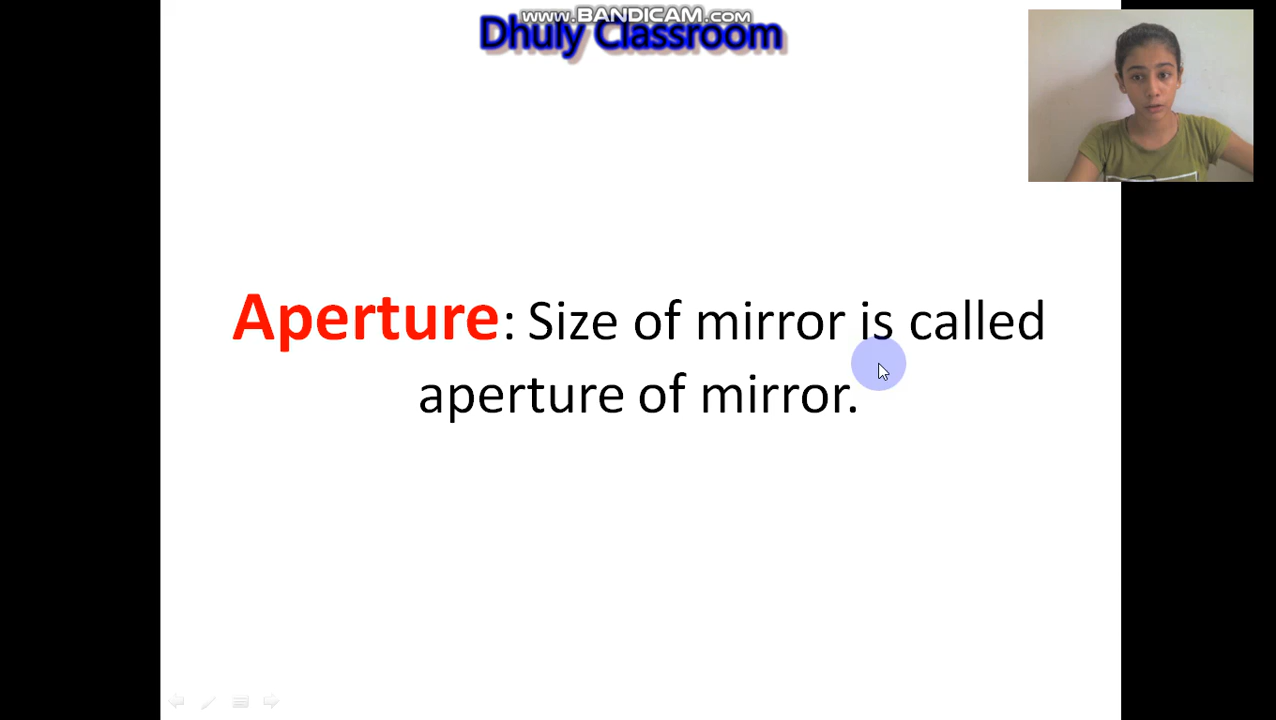 www.BANDICAM.com
Dhuly Classroom
Aperture: Size of mirror is called
aperture of mirror.